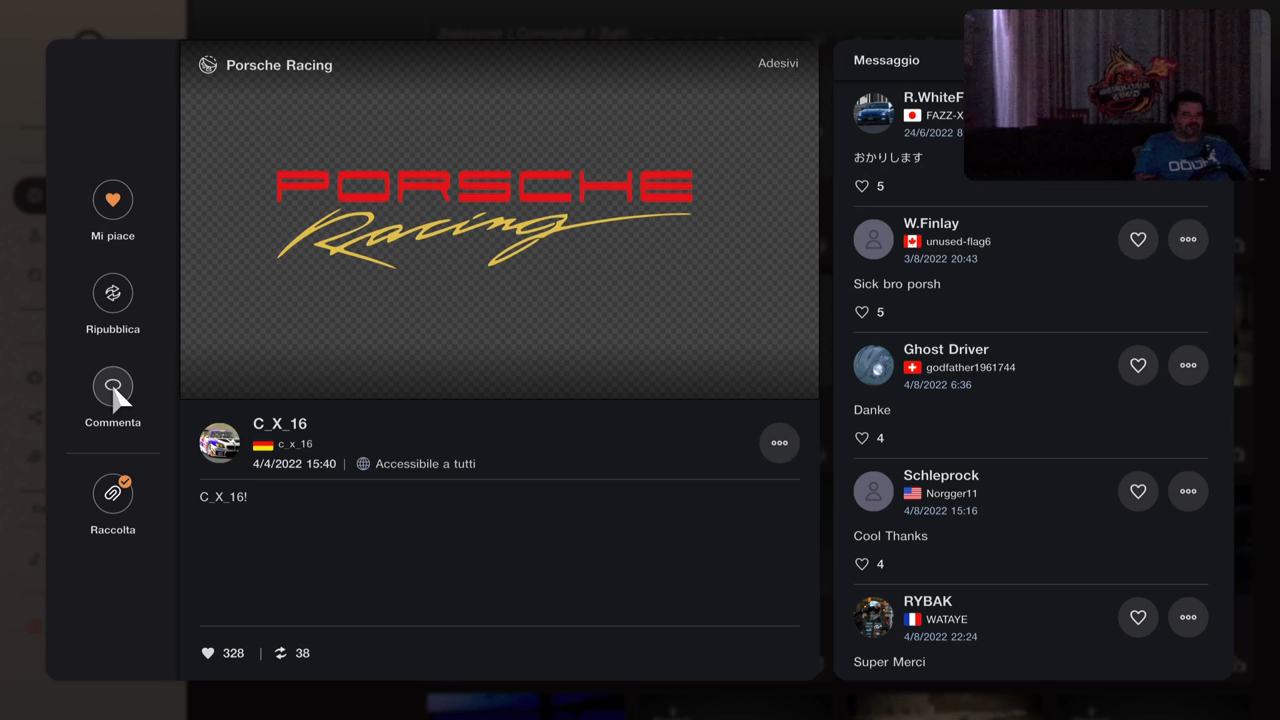 Porsche Racing
Adesivi
PORSCHE
Racing
Mi piace
Ripubblica
Commenta
Raccolta
C_X_16
c_x_16
4/4/2022 15:40 | Accessibile a tutti
C_X_16!
328 | 38
Messaggio
R.WhiteF
FAZZ-X
24/6/2022 8
おかりします
5
W.Finlay
unused-flag6
3/8/2022 20:43
Sick bro porsh
5
Ghost Driver
godfather1961744
4/8/2022 6:36
Danke
4
Schleprock
Norgger11
4/8/2022 15:16
Cool Thanks
4
RYBAK
WATAYE
4/8/2022 22:24
Super Merci